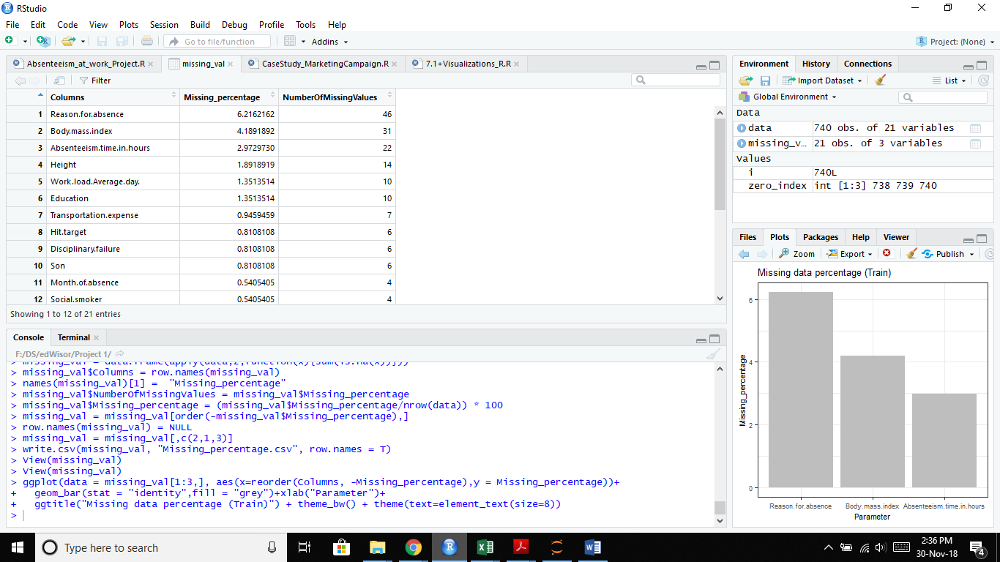 RStudio
File Edit Code View Plots Session Build Debug Profile Tools Help
Go to file/function Addins Project: (None)
Absenteeism_at_work_Project.R missing_val CaseStudy_MarketingCampaign.R 7.1+Visualizations_R.R
Filter
Columns Missing_percentage NumberOfMissingValues
1 Reason.for.absence 6.2162162 46
2 Body.mass.index 4.1891892 31
3 Absenteeism.time.in.hours 2.9729730 22
4 Height 1.8918919 14
5 Work.load.Average.day. 1.3513514 10
6 Education 1.3513514 10
7 Transportation.expense 0.9459459 7
8 Hit.target 0.8108108 6
9 Disciplinary.failure 0.8108108 6
10 Son 0.8108108 6
11 Month.of.absence 0.5405405 4
12 Social.smoker 0.5405405 4
Showing 1 to 12 of 21 entries
Console Terminal
F:/DS/edWisor/Project 1/
> missing_val = data.frame(apply(data,2,function(x){sum(is.na(x))}))
> missing_val$Columns = row.names(missing_val)
> names(missing_val)[1] = "Missing_percentage"
> missing_val$NumberOfMissingValues = missing_val$Missing_percentage
> missing_val$Missing_percentage = (missing_val$Missing_percentage/nrow(data)) * 100
> missing_val = missing_val[order(-missing_val$Missing_percentage),]
> row.names(missing_val) = NULL
> missing_val = missing_val[,c(2,1,3)]
> write.csv(missing_val, "Missing_percentage.csv", row.names = T)
> View(missing_val)
> View(missing_val)
> ggplot(data = missing_val[1:3,], aes(x=reorder(Columns, -Missing_percentage),y = Missing_percentage))+
+ geom_bar(stat = "identity",fill = "grey")+xlab("Parameter")+
+ ggtitle("Missing data percentage (Train)") + theme_bw() + theme(text=element_text(size=8))
>
Environment History Connections
Import Dataset List
Global Environment
Data
data 740 obs. of 21 variables
missing_v… 21 obs. of 3 variables
Values
i 740L
zero_index int [1:3] 738 739 740
Files Plots Packages Help Viewer
Zoom Export Publish
Missing data percentage (Train)
Missing_percentage
6
4
2
0
Reason.for.absence Body.mass.index Absenteeism.time.in.hours
Parameter
Type here to search
2:36 PM
30-Nov-18
4